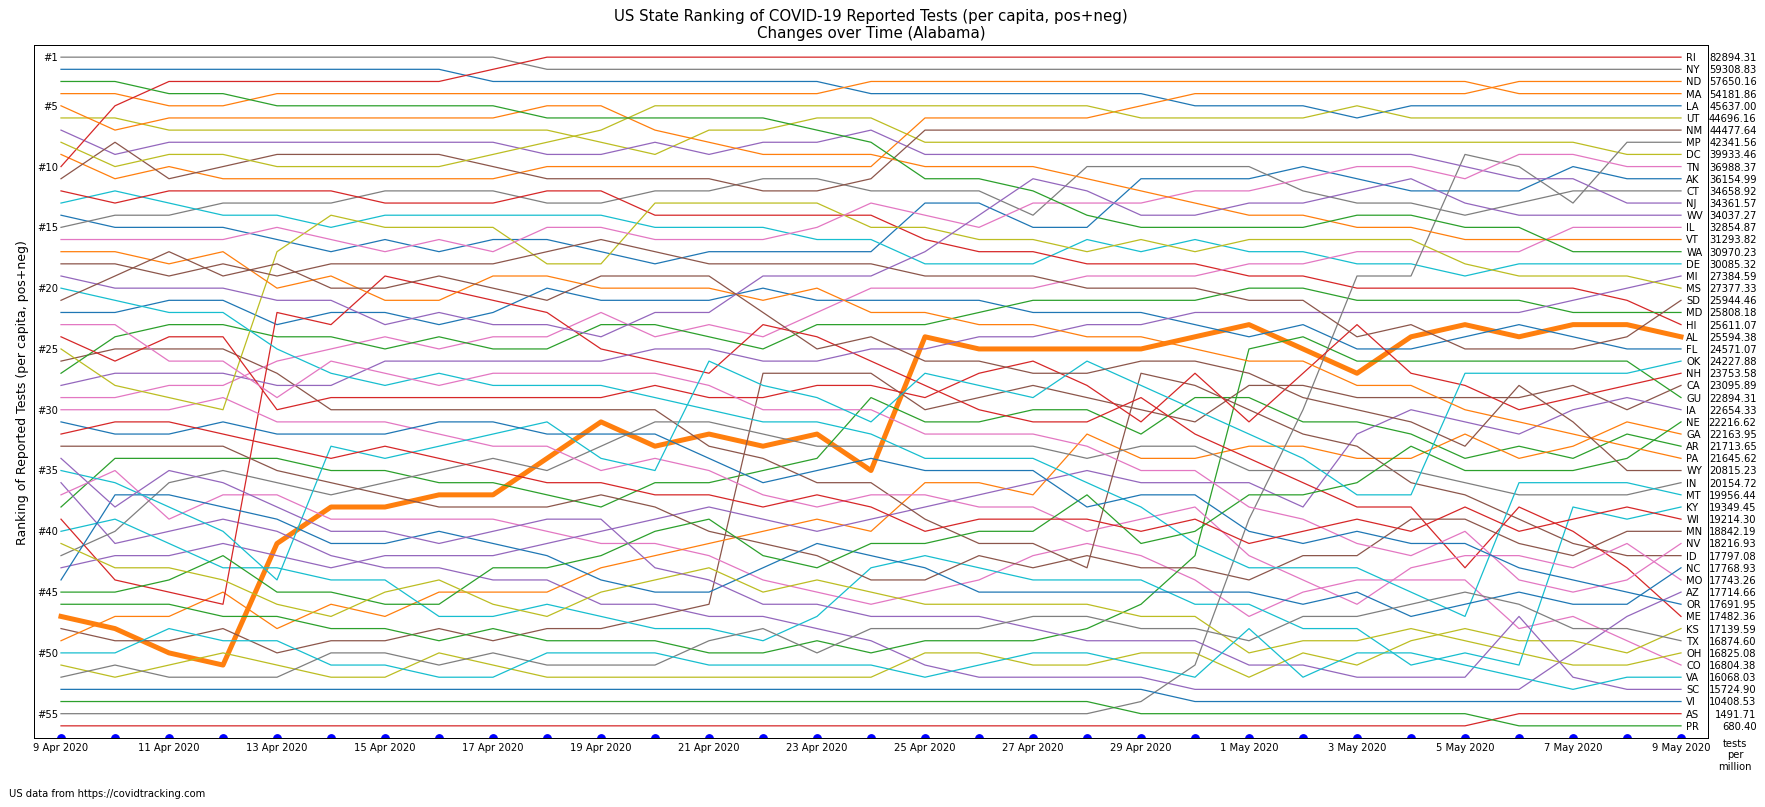 US State Ranking of COVID-19 Reported Tests (per capita, pos+neg)
Changes over Time (Alabama)
Ranking of Reported Tests (per capita, pos+neg)
#1
#5
#10
#15
#20
#25
#30
#35
#40
#45
#50
#55
RI 82894.31
NY 59308.83
ND 57650.16
MA 54181.86
LA 45637.00
UT 44696.16
NM 44477.64
MP 42341.56
DC 39933.46
TN 36988.37
AK 36154.99
CT 34658.92
NJ 34361.57
WV 34037.27
IL 32854.87
VT 31293.82
WA 30970.23
DE 30085.32
MI 27384.59
MS 27377.33
SD 25944.46
MD 25808.18
HI 25611.07
AL 25594.38
FL 24571.07
OK 24227.88
NH 23753.58
CA 23095.89
GU 22894.31
IA 22654.33
NE 22216.62
GA 22163.95
AR 21713.65
PA 21645.62
WY 20815.23
IN 20154.72
MT 19956.44
KY 19349.45
WI 19214.30
MN 18842.19
NV 18216.93
ID 17797.08
NC 17768.93
MO 17743.26
AZ 17714.66
OR 17691.95
ME 17482.36
KS 17139.59
TX 16874.60
OH 16825.08
CO 16804.38
VA 16068.03
SC 15724.90
VI 10408.53
AS 1491.71
PR 680.40
9 Apr 2020 11 Apr 2020 13 Apr 2020 15 Apr 2020 17 Apr 2020 19 Apr 2020 21 Apr 2020 23 Apr 2020 25 Apr 2020 27 Apr 2020 29 Apr 2020 1 May 2020 3 May 2020 5 May 2020 7 May 2020 9 May 2020
tests
per
million
US data from https://covidtracking.com